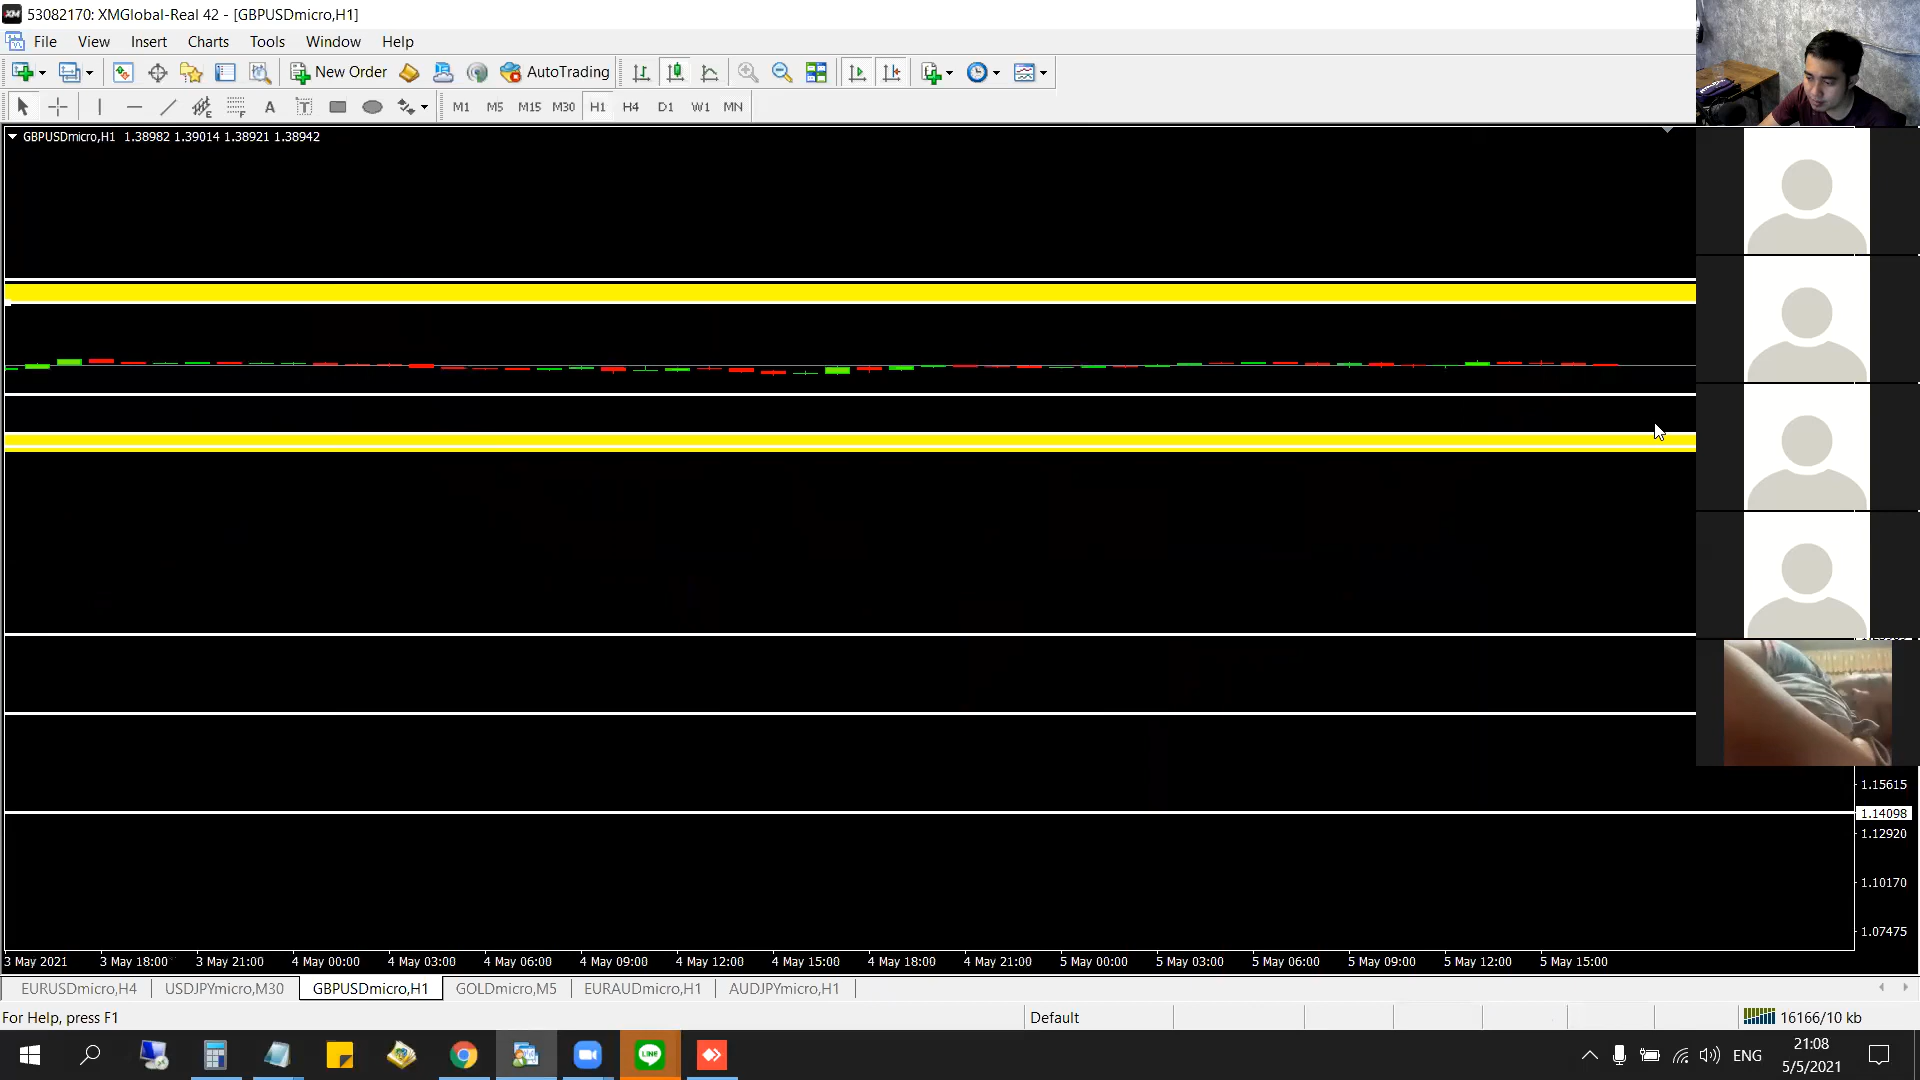 53082170: XMGlobal-Real 42 - [GBPUSDmicro,H1]
File View Insert Charts Tools Window Help
New Order AutoTrading
A T M1 M5 M15 M30 H1 H4 D1 W1 MN
GBPUSDmicro,H1 1.38982 1.39014 1.38921 1.38942
1.15615
1.14098
1.12920
1.10170
1.07475
3 May 2021 3 May 18:00 3 May 21:00 4 May 00:00 4 May 03:00 4 May 06:00 4 May 09:00 4 May 12:00 4 May 15:00 4 May 18:00 4 May 21:00 5 May 00:00 5 May 03:00 5 May 06:00 5 May 09:00 5 May 12:00 5 May 15:00
EURUSDmicro,H4 USDJPYmicro,M30 GBPUSDmicro,H1 GOLDmicro,M5 EURAUDmicro,H1 AUDJPYmicro,H1
For Help, press F1 Default 16166/10 kb
LINE ENG 21:08
5/5/2021